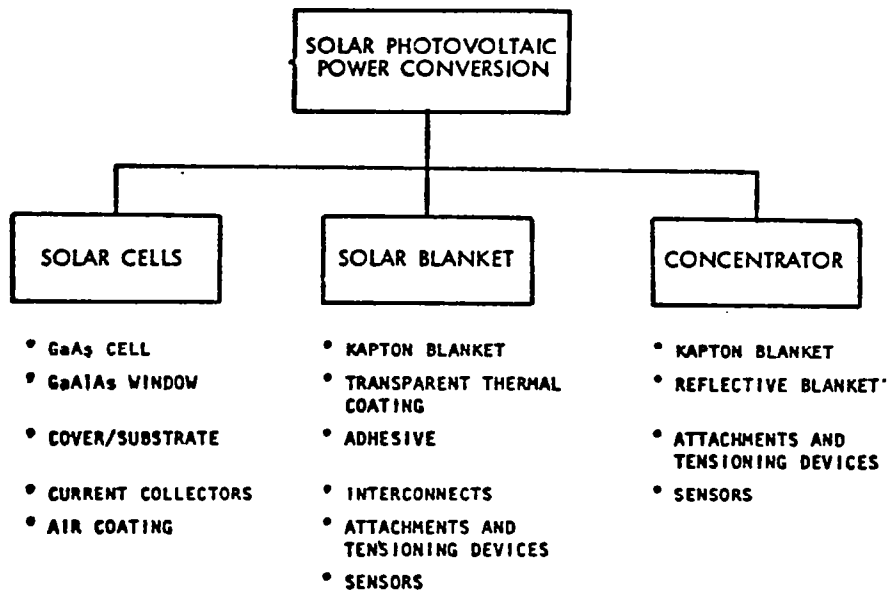 SOLAR PHOTOVOLTAIC
POWER CONVERSION
SOLAR CELLS
• GaAs CELL
• GaAlAs WINDOW
• COVER/SUBSTRATE
• CURRENT COLLECTORS
• AIR COATING
SOLAR BLANKET
• KAPTON BLANKET
• TRANSPARENT THERMAL
COATING
• ADHESIVE
• INTERCONNECTS
• ATTACHMENTS AND
TENSIONING DEVICES
• SENSORS
CONCENTRATOR
• KAPTON BLANKET
• REFLECTIVE BLANKET
• ATTACHMENTS AND
TENSIONING DEVICES
• SENSORS